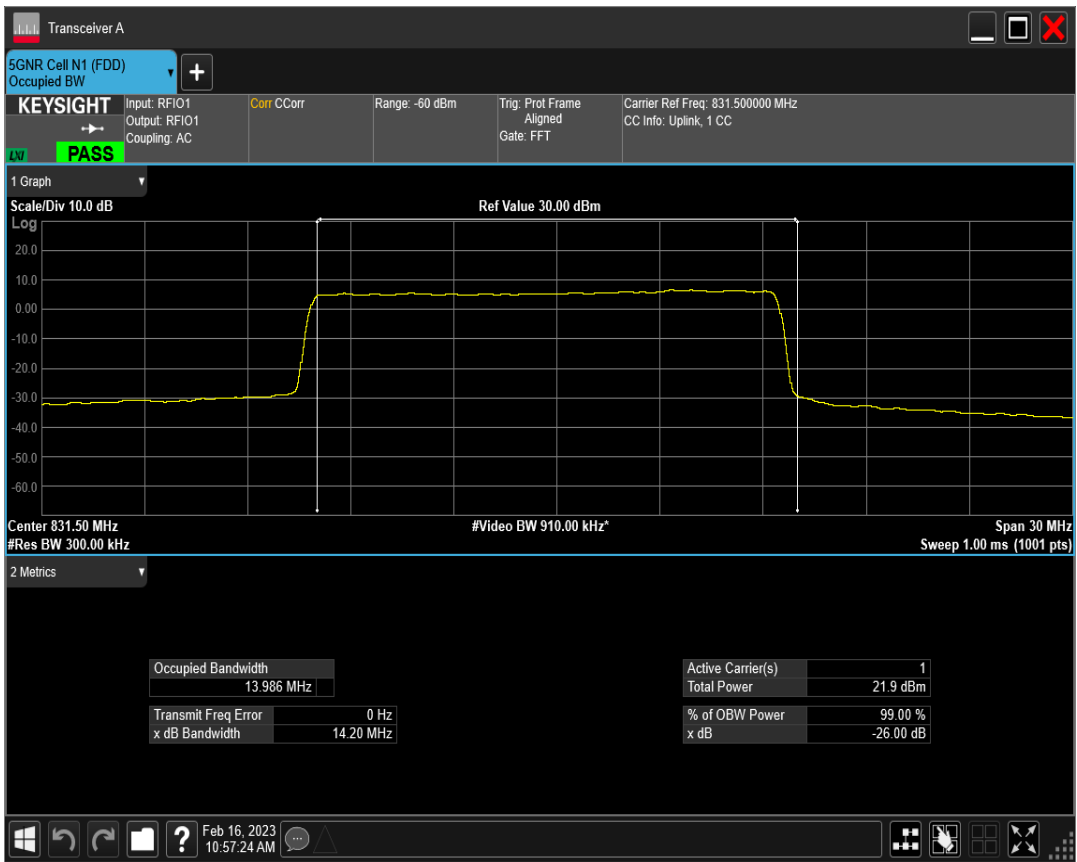 Transceiver A
5GNR Cell N1 (FDD)
Occupied BW
+
KEYSIGHT
LXI
PASS
Input: RFIO1
Output: RFIO1
Coupling: AC
Corr CCorr
Range: -60 dBm
Trig: Prot Frame
Aligned
Gate: FFT
Carrier Ref Freq: 831.500000 MHz
CC Info: Uplink, 1 CC
1 Graph
Scale/Div 10.0 dB
Ref Value 30.00 dBm
Log
20.0
10.0
0.00
-10.0
-20.0
-30.0
-40.0
-50.0
-60.0
Center 831.50 MHz
#Video BW 910.00 kHz*
Span 30 MHz
#Res BW 300.00 kHz
Sweep 1.00 ms (1001 pts)
2 Metrics
Occupied Bandwidth
13.986 MHz
Transmit Freq Error 0 Hz
x dB Bandwidth 14.20 MHz
Active Carrier(s) 1
Total Power 21.9 dBm
% of OBW Power 99.00 %
x dB -26.00 dB
?
Feb 16, 2023
10:57:24 AM